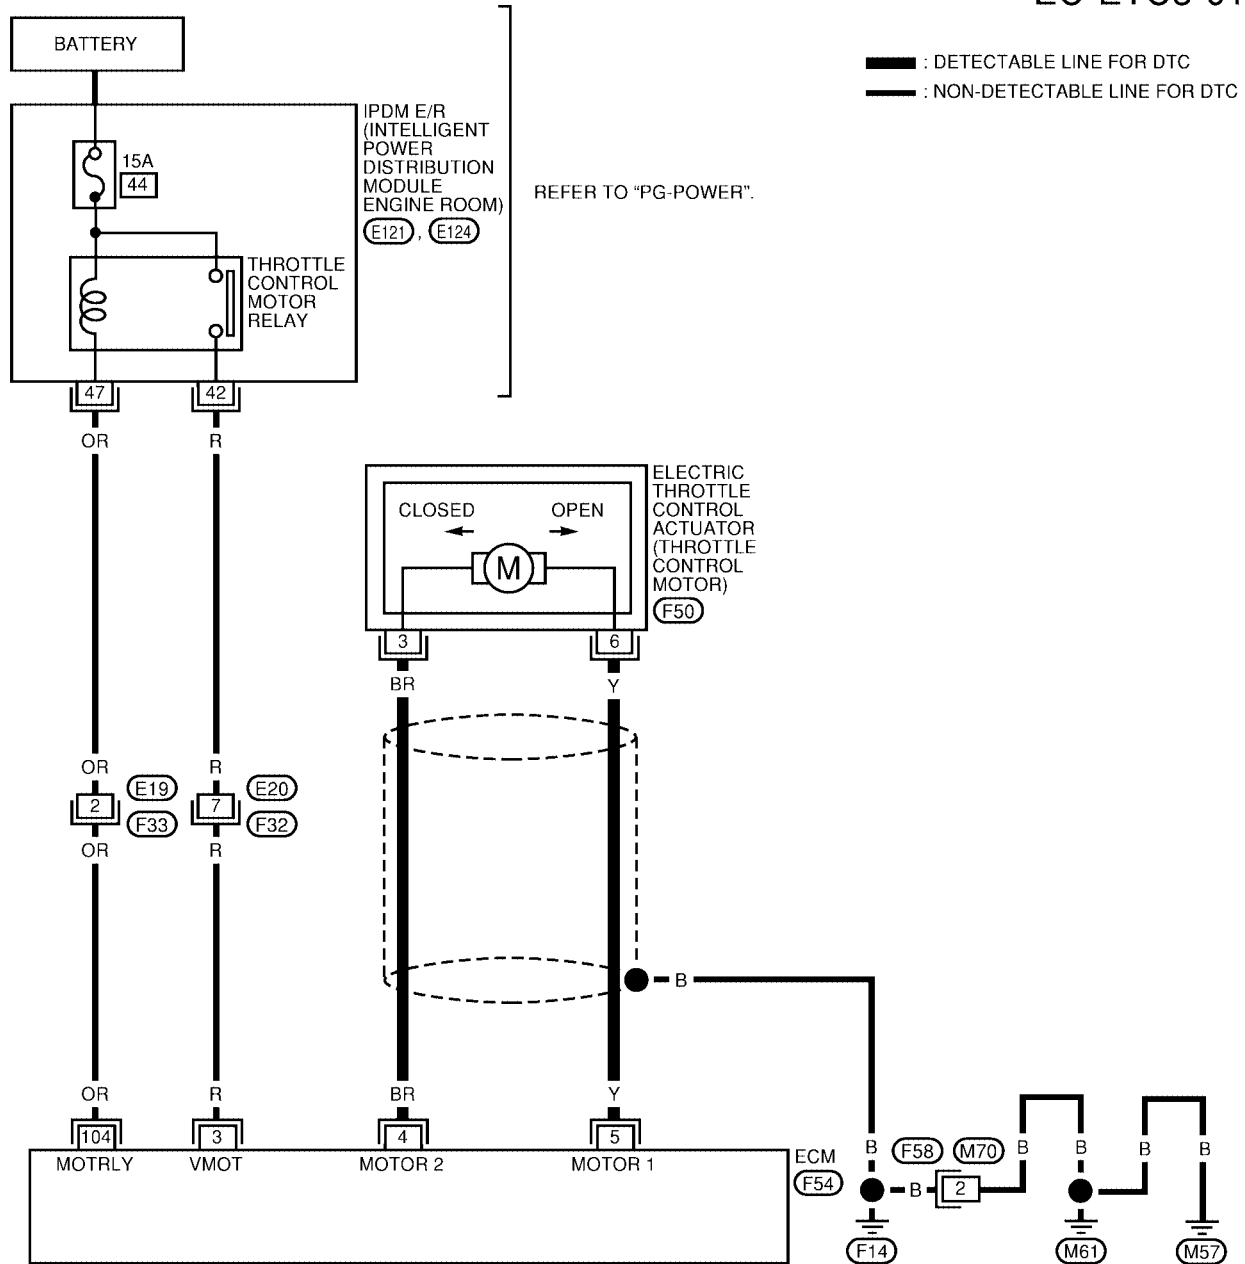 BATTERY
: DETECTABLE LINE FOR DTC
: NON-DETECTABLE LINE FOR DTC
IPDM E/R
(INTELLIGENT
POWER
DISTRIBUTION
MODULE
ENGINE ROOM)
E121 , E124
15A
44
REFER TO “PG-POWER”.
THROTTLE
CONTROL
MOTOR
RELAY
47 42
OR R
ELECTRIC
THROTTLE
CONTROL
ACTUATOR
(THROTTLE
CONTROL
MOTOR)
F50
CLOSED OPEN
M
3 6
BR Y
OR R
2 E19 7 E20
F33 F32
OR R
B
OR R BR Y
104 3 4 5
MOTRLY VMOT MOTOR 2 MOTOR 1
ECM
F54
B F58 M70 B B B B
B 2
F14 M61 M57